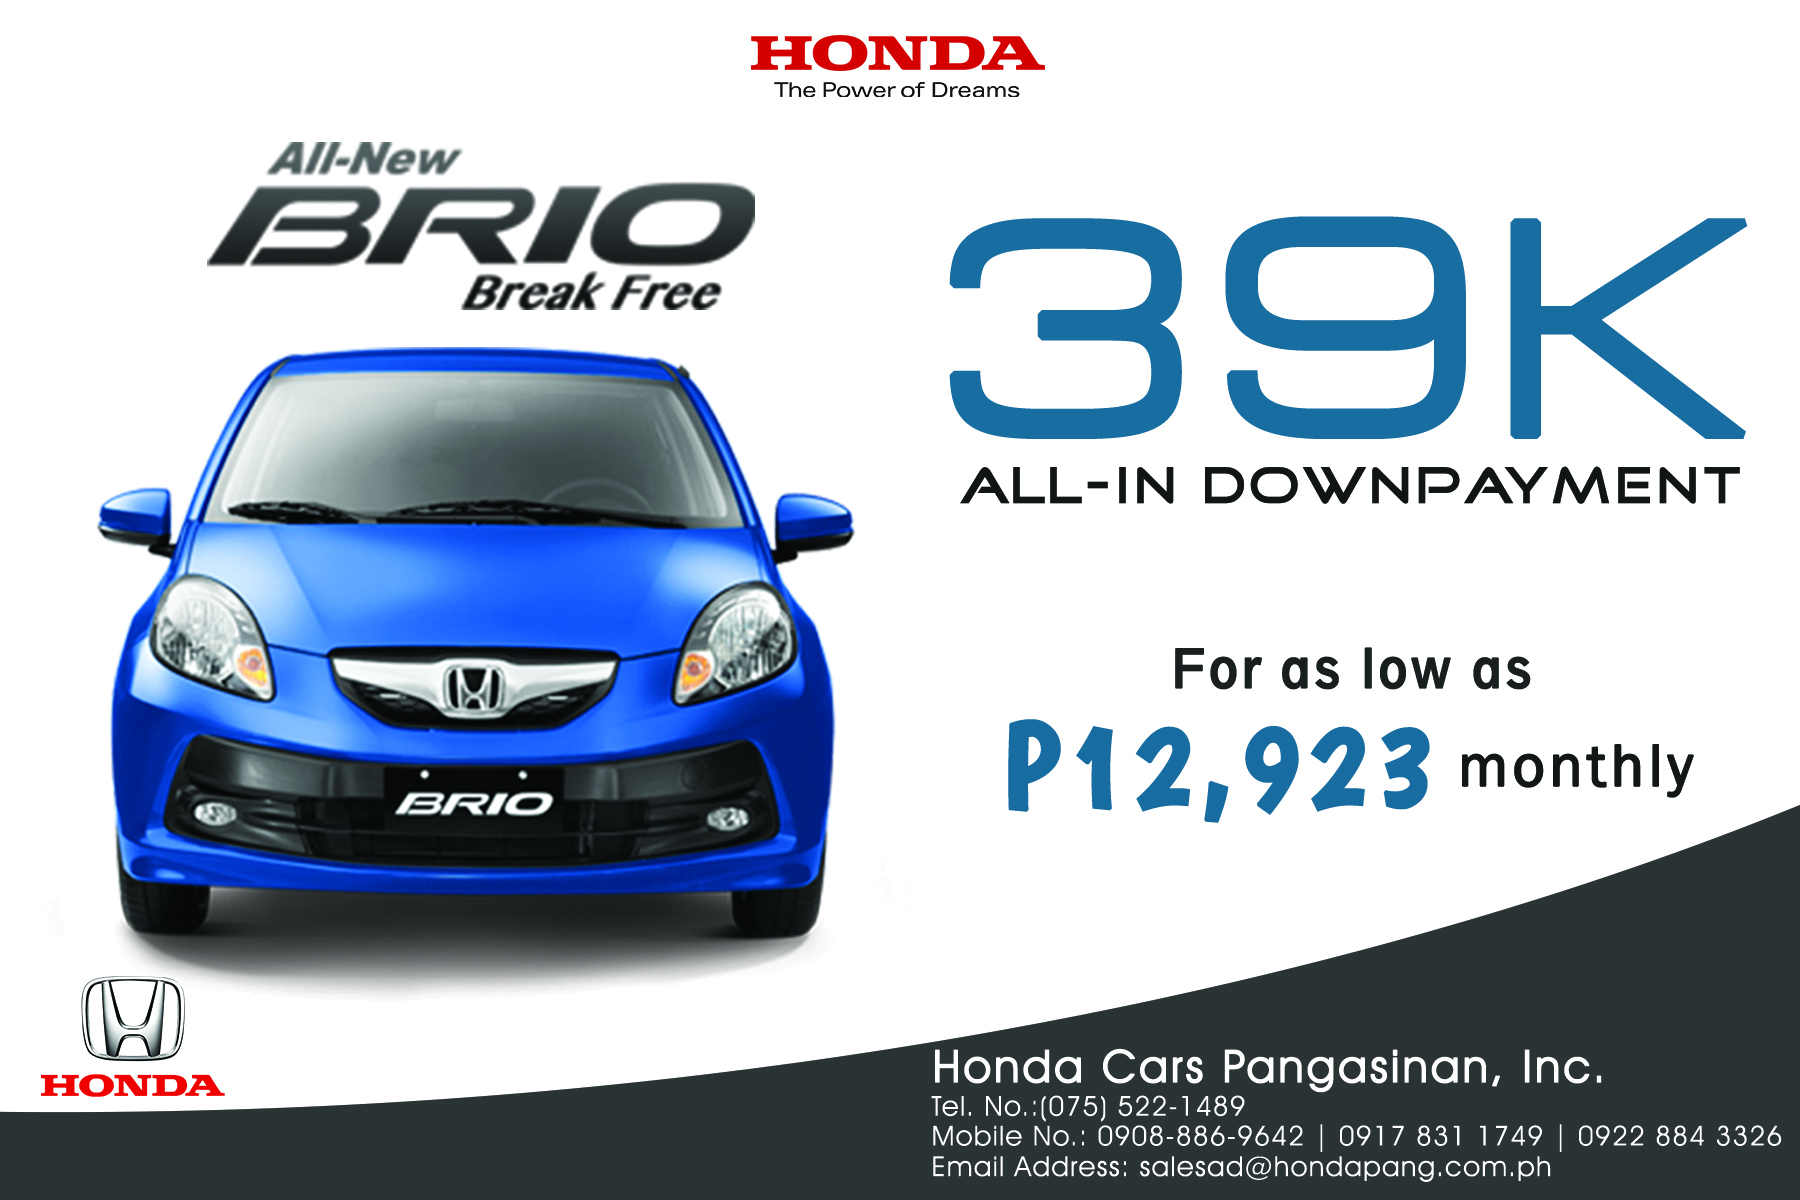 HONDA
The Power of Dreams
All-New
BRIO
Break Free
39K
ALL-IN DOWNPAYMENT
For as low as
P12,923 monthly
BRIO
HONDA
Honda Cars Pangasinan, Inc.
Tel. No.:(075) 522-1489
Mobile No.: 0908-886-9642 | 0917 831 1749 | 0922 884 3326
Email Address: salesad@hondapang.com.ph